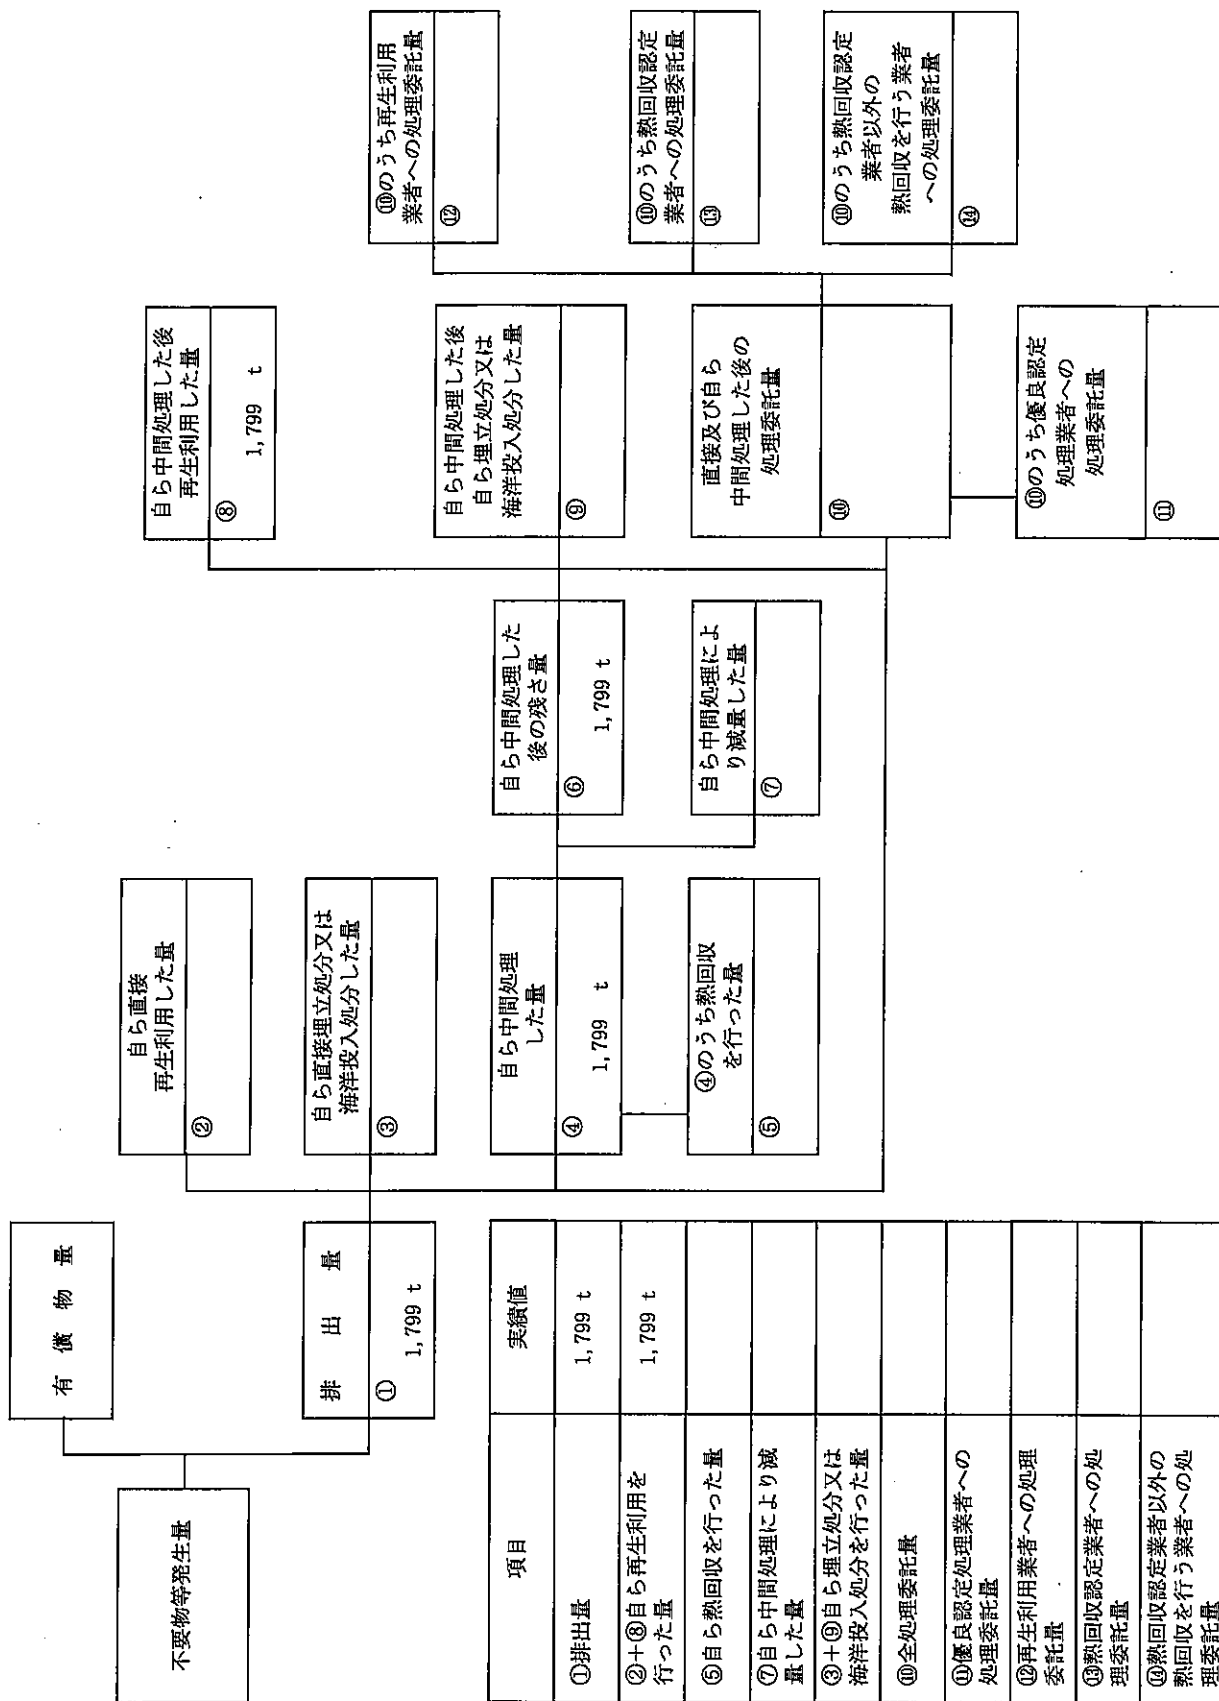 不要物等発生量
有償物量
排出量
①
1,799 t
自ら直接
再生利用した量
②
自ら直接埋立処分又は
海洋投入処分した量
③
自ら中間処理
した量
④
1,799 t
④のうち熱回収
を行った量
⑤
自ら中間処理した
後の残さ量
⑥
1,799 t
自ら中間処理によ
り減量した量
⑦
自ら中間処理した後
再生利用した量
⑧
1,799 t
自ら中間処理した後
自ら埋立処分又は
海洋投入処分した量
⑨
直接及び自ら
中間処理した後の
処理委託量
⑩
⑩のうち優良認定
処理業者への
処理委託量
⑪
⑩のうち再生利用
業者への処理委託量
⑫
⑩のうち熱回収認定
業者への処理委託量
⑬
⑩のうち熱回収認定
業者以外の
熱回収を行う業者
への処理委託量
⑭
項目
実績値
①排出量
1,799 t
②+⑧自ら再生利用を
行った量
1,799 t
⑤自ら熱回収を行った量
⑦自ら中間処理により減
量した量
③+⑨自ら埋立処分又は
海洋投入処分を行った量
⑩全処理委託量
⑪優良認定処理業者への
処理委託量
⑫再生利用業者への処理
委託量
⑬熱回収認定業者への処
理委託量
⑭熱回収認定業者以外の
熱回収を行う業者への処
理委託量